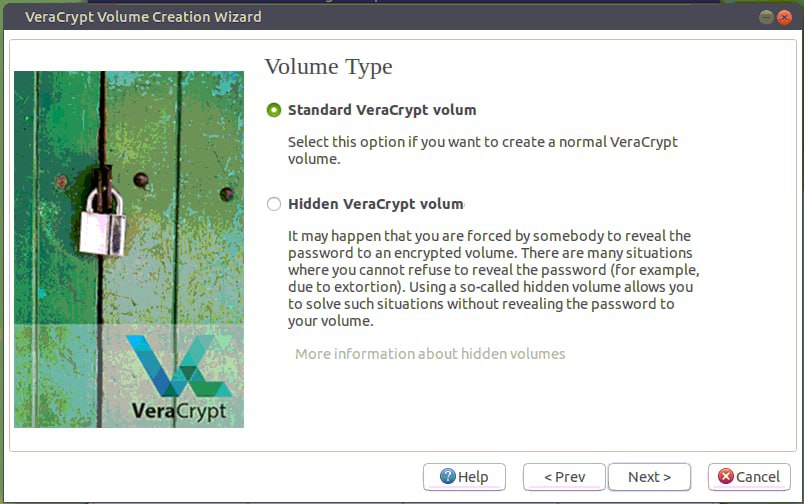 VeraCrypt Volume Creation Wizard
Volume Type
Standard VeraCrypt volum
Select this option if you want to create a normal VeraCrypt
volume.
Hidden VeraCrypt volum
It may happen that you are forced by somebody to reveal the
password to an encrypted volume. There are many situations
where you cannot refuse to reveal the password (for example,
due to extortion). Using a so-called hidden volume allows you
to solve such situations without revealing the password to
your volume.
More information about hidden volumes
VeraCrypt
Help
< Prev
Next >
Cancel